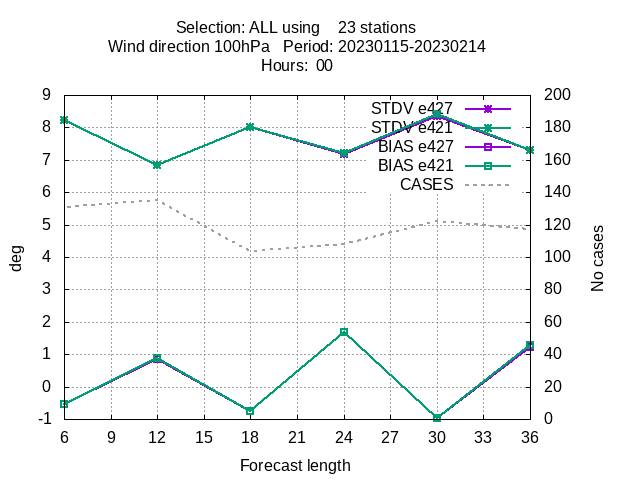 Selection: ALL using    23 stations
Wind direction 100hPa   Period: 20230115-20230214
Hours:  00
9
8
7
6
5
4
3
2
1
0
-1
200
180
160
140
120
100
80
60
40
20
0
STDV e427
STDV e421
BIAS e427
BIAS e421
CASES
deg
No cases
6 9 12 15 18 21 24 27 30 33 36
Forecast length